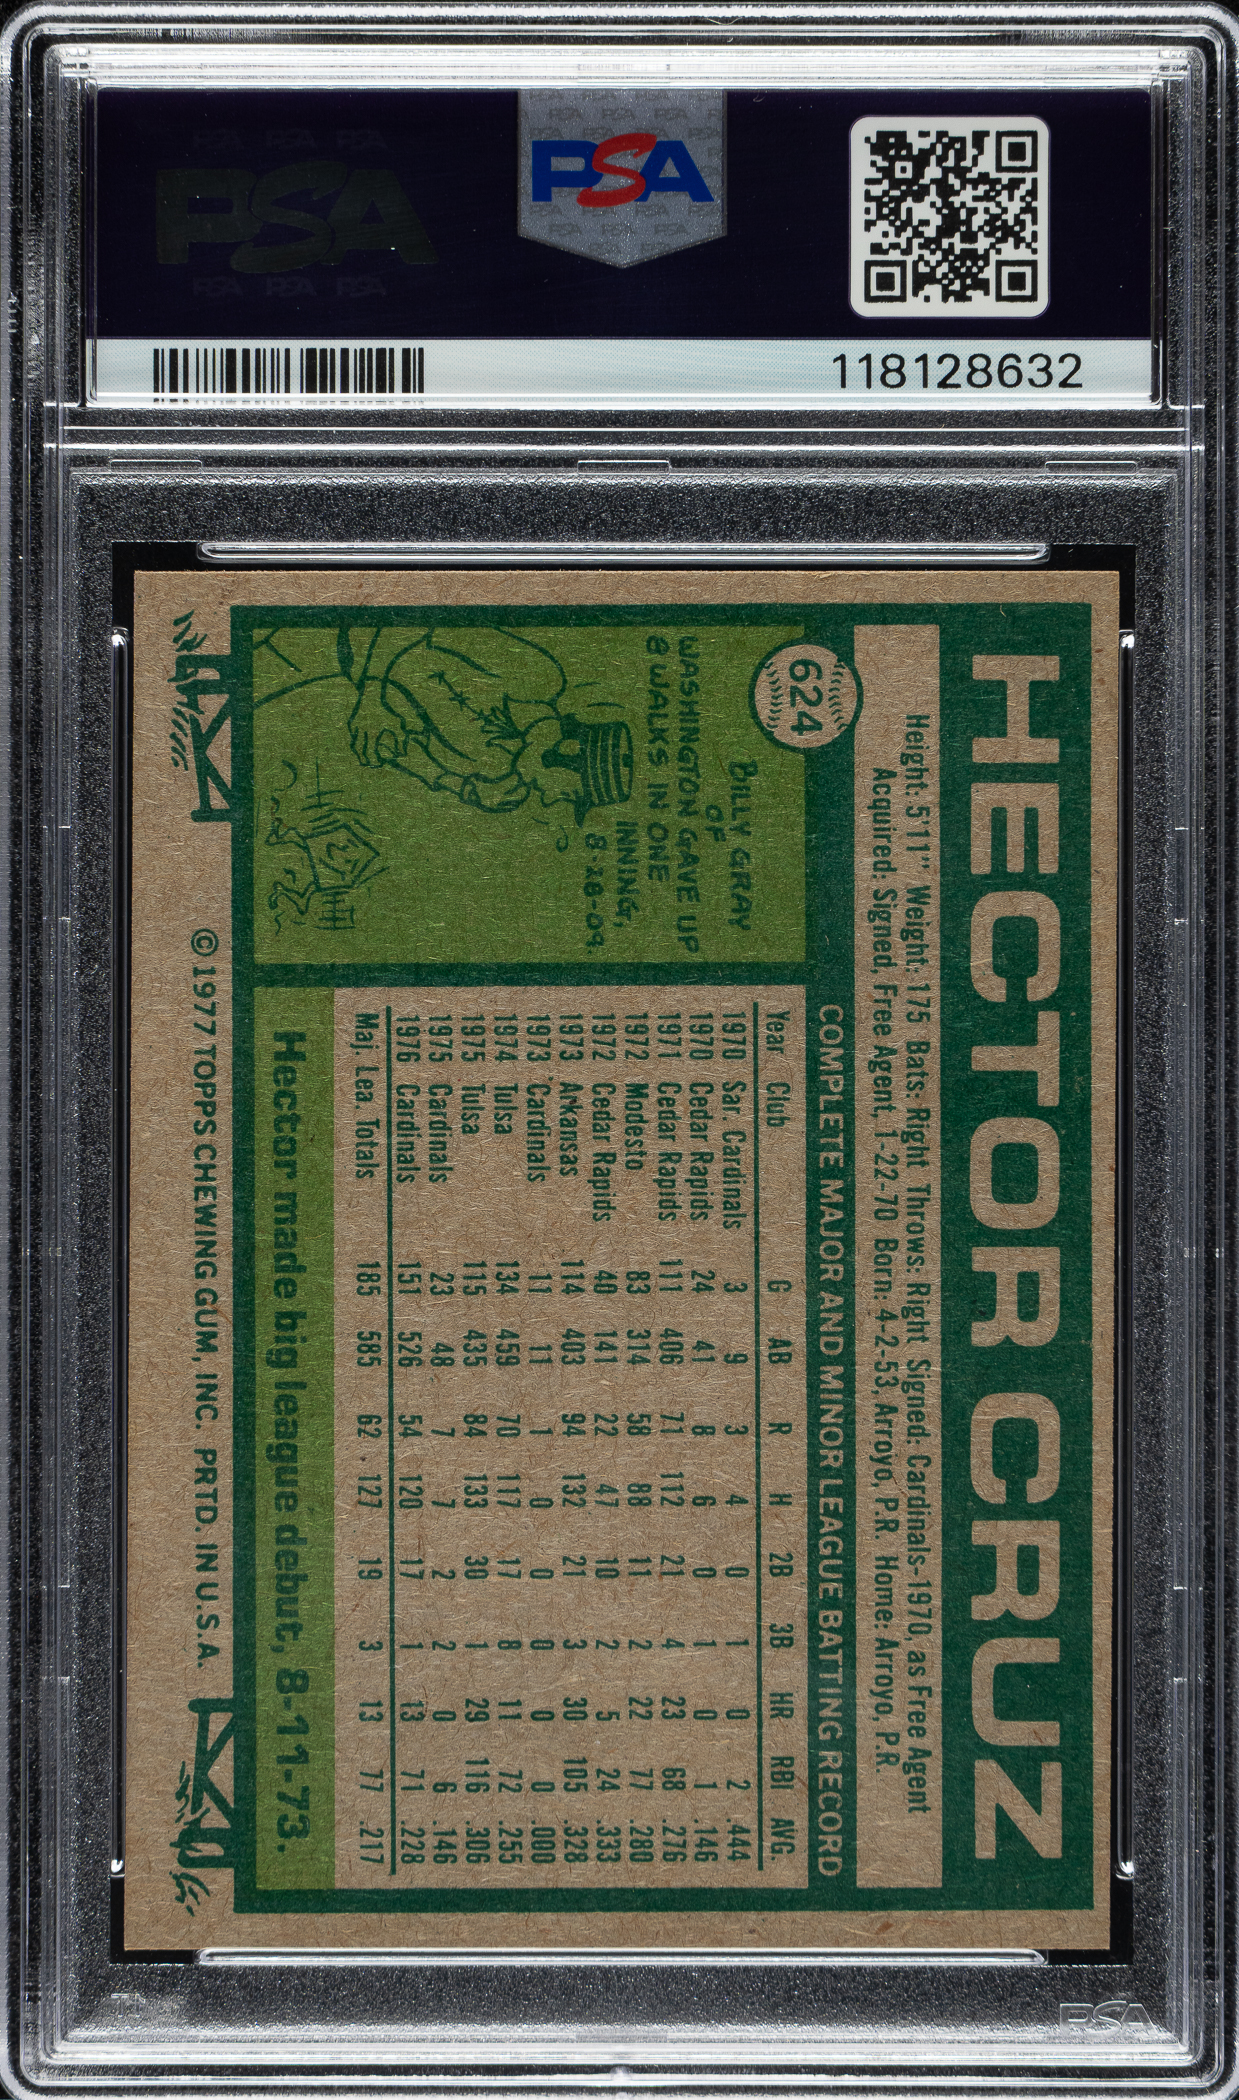 PSA
PSA
118128632
HECTOR CRUZ
624
Height: 5'11" Weight: 175 Bats: Right Throws: Right Signed: Cardinals-1970, as Free Agent
Acquired: Signed, Free Agent, 1-22-70 Born: 4-2-53, Arroyo, P.R. Home: Arroyo, P.R.
BILLY GRAY
OF
WASHINGTON GAVE UP
8 WALKS IN ONE
INNING,
8-28-09.
COMPLETE MAJOR AND MINOR LEAGUE BATTING RECORD
Year Club G AB R H 2B 3B HR RBI AVG.
1970 Sar. Cardinals 3 9 3 4 0 1 0 2 .444
1970 Cedar Rapids 24 41 8 6 0 1 0 1 .146
1971 Cedar Rapids 111 406 71 112 21 4 23 68 .276
1972 Modesto 83 314 58 88 11 2 22 77 .280
1972 Cedar Rapids 40 141 22 47 10 2 5 24 .333
1973 Arkansas 114 403 94 132 21 3 30 105 .328
1973 Cardinals 11 11 1 0 0 0 0 0 .000
1974 Tulsa 134 459 70 117 17 8 11 72 .255
1975 Tulsa 115 435 84 133 30 1 29 116 .306
1975 Cardinals 23 48 7 7 2 2 0 6 .146
1976 Cardinals 151 526 54 120 17 1 13 71 .228
Maj. Lea. Totals 185 585 62 127 19 3 13 77 .217
Hector made big league debut, 8-11-73.
©1977 TOPPS CHEWING GUM, INC. PRTD. IN U.S.A.
PSA